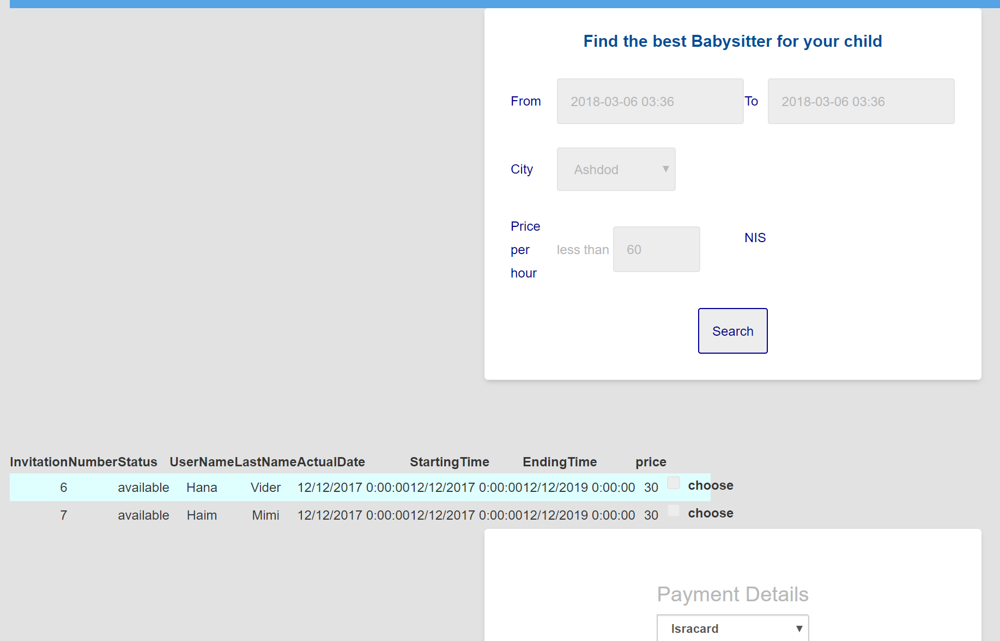 Find the best Babysitter for your child
From 2018-03-06 03:36 To 2018-03-06 03:36
City Ashdod
Price per hour less than 60 NIS
Search
InvitationNumber Status UserName LastName ActualDate StartingTime EndingTime price
6 available Hana Vider 12/12/2017 0:00:00 12/12/2017 0:00:00 12/12/2019 0:00:00 30 choose
7 available Haim Mimi 12/12/2017 0:00:00 12/12/2017 0:00:00 12/12/2019 0:00:00 30 choose
Payment Details
Isracard